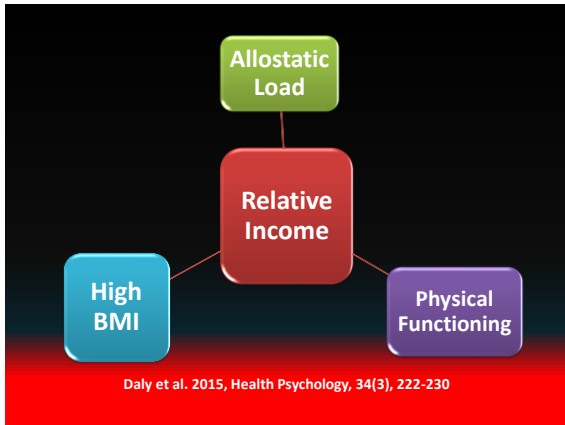 Allostatic
Load
Relative
Income
High
BMI
Physical
Functioning
Daly et al. 2015, Health Psychology, 34(3), 222-230